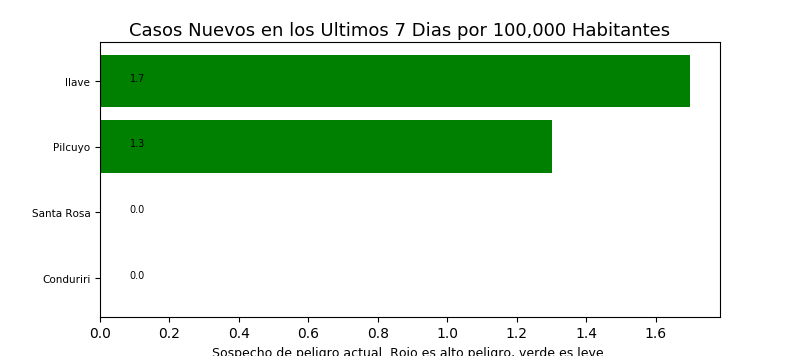 Casos Nuevos en los Ultimos 7 Dias por 100,000 Habitantes
Ilave
1.7
Pilcuyo
1.3
Santa Rosa
0.0
Conduriri
0.0
0.0 0.2 0.4 0.6 0.8 1.0 1.2 1.4 1.6
Sospecho de peligro actual. Rojo es alto peligro, verde es leve